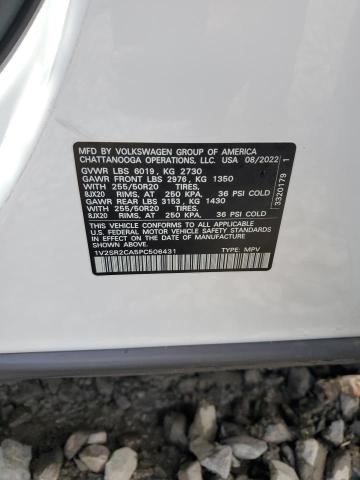 MFD BY VOLKSWAGEN GROUP OF AMERICA
CHATTANOOGA OPERATIONS, LLC. USA 08/2022
GVWR LBS 6019, KG 2730
GAWR FRONT LBS 2976, KG 1350
WITH 255/50R20 TIRES.
8JX20 RIMS, AT 250 KPA, 36 PSI COLD
GAWR REAR LBS 3153, KG 1430
WITH 255/50R20 TIRES.
8JX20 RIMS, AT 250 KPA, 36 PSI COLD
THIS VEHICLE CONFORMS TO ALL APPLICABLE
U.S. FEDERAL MOTOR VEHICLE SAFETY STANDARDS
IN EFFECT ON THE DATE OF MANUFACTURE
SHOWN ABOVE.
1V2SR2CA5PC506431 TYPE: MPV
3320179 1